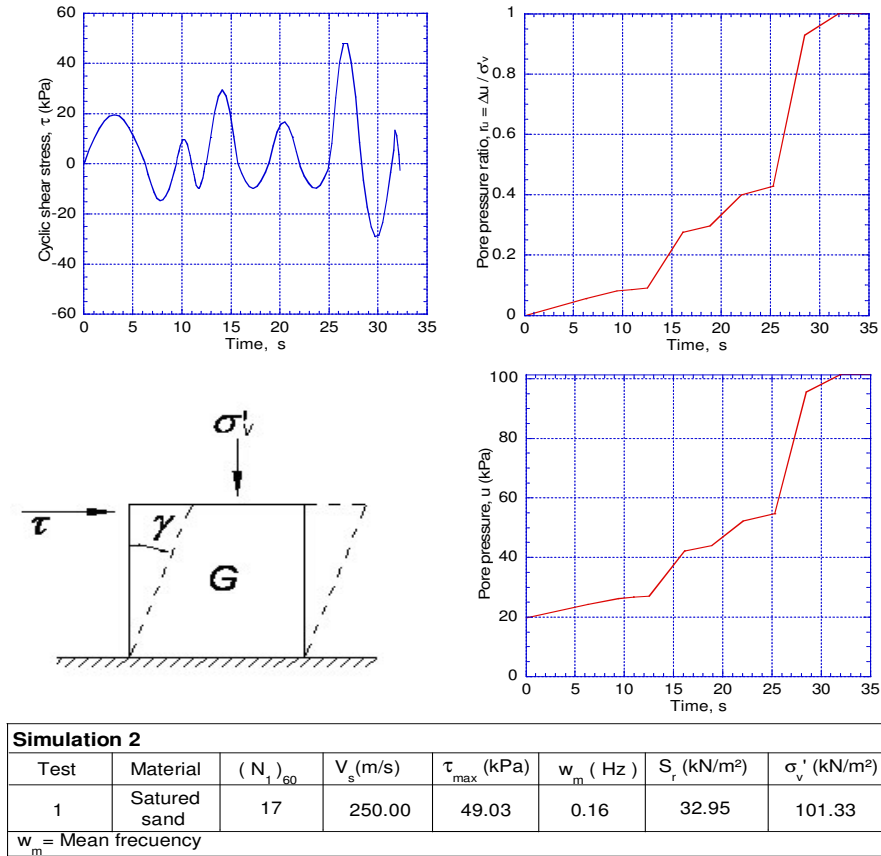 60
40
20
0
-20
-40
-60
Cyclic shear stress, τ (kPa)
0 5 10 15 20 25 30 35
Time, s
1
0.8
0.6
0.4
0.2
0
Pore pressure ratio, ru = Δu / σ'v
0 5 10 15 20 25 30 35
Time, s
σ'v
τ
γ
G
100
80
60
40
20
0
Pore pressure, u (kPa)
0 5 10 15 20 25 30 35
Time, s
Simulation 2
Test Material (N1)60 Vs(m/s) τmax (kPa) wm (Hz) Sr (kN/m²) σv' (kN/m²)
1 Satured sand 17 250.00 49.03 0.16 32.95 101.33
wm= Mean frecuency